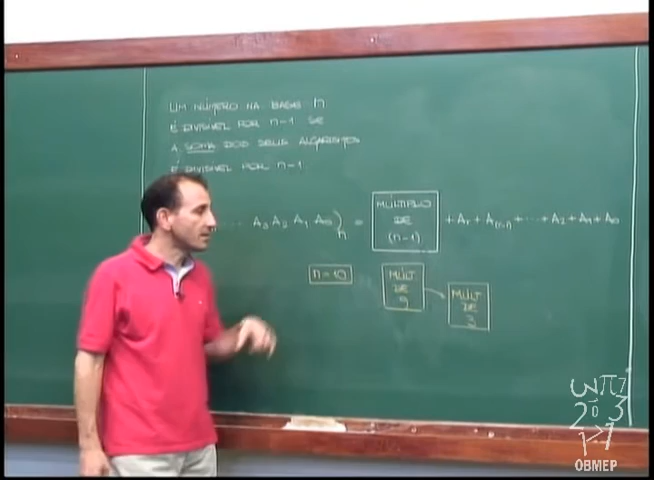 UM NÚMERO NA BASE n
É DIVISÍVEL POR n-1 SE
A SOMA DOS SEUS ALGARISMOS
É DIVISÍVEL POR n-1.
... A₃ A₂ A₁ A₀)ₙ = MÚLTIPLO DE (n-1) + Aᵣ + A₍ᵣ₋₁₎ + ... + A₂ + A₁ + A₀
n=10
MÚLT
DE
9
MÚLT
DE
3
OBMEP